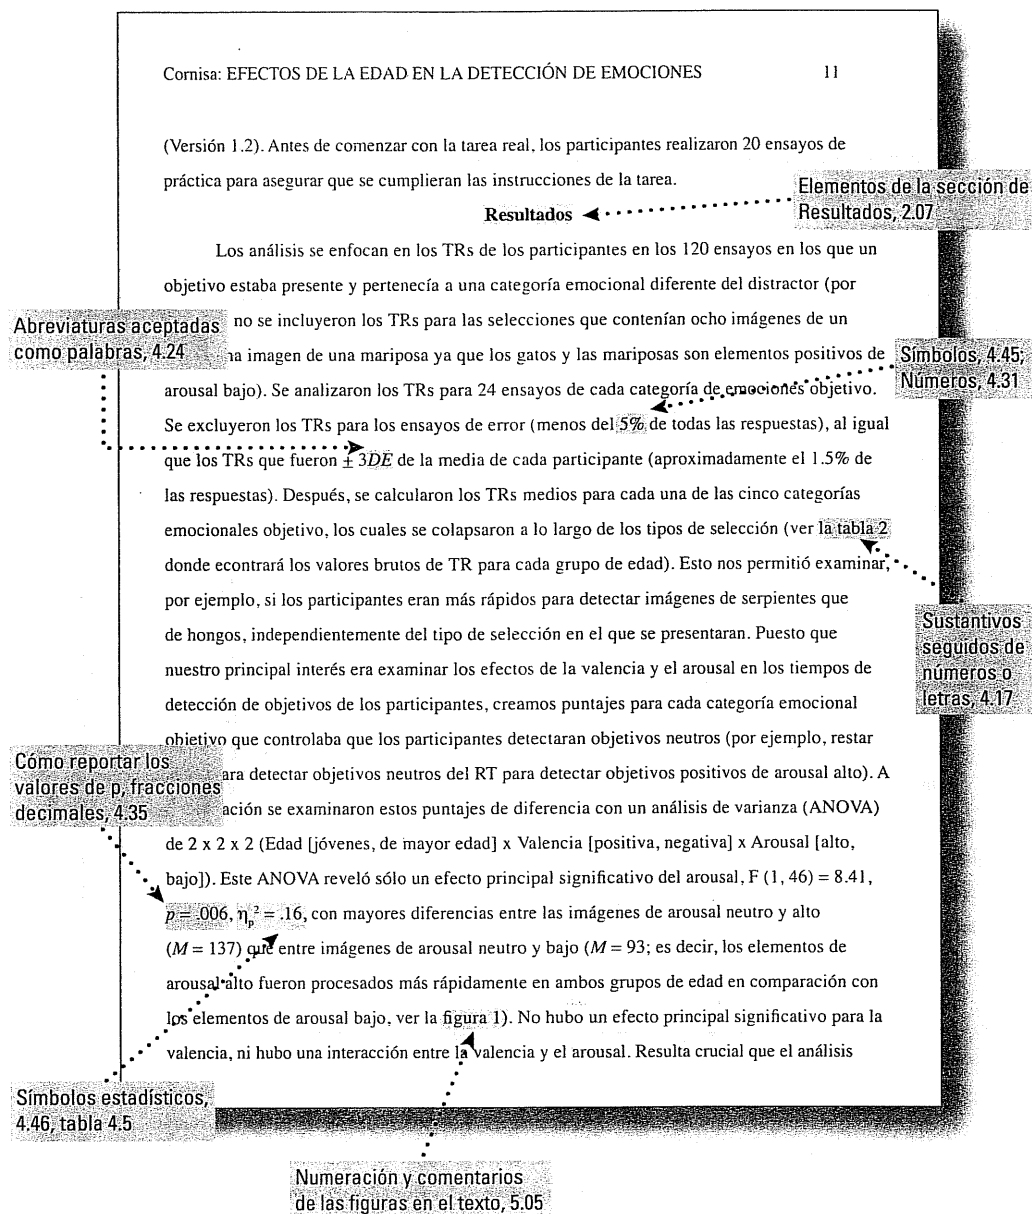 Cornisa: EFECTOS DE LA EDAD EN LA DETECCIÓN DE EMOCIONES 11
(Versión 1.2). Antes de comenzar con la tarea real, los participantes realizaron 20 ensayos de
práctica para asegurar que se cumplieran las instrucciones de la tarea.
Elementos de la sección de
Resultados, 2.07
Resultados
Los análisis se enfocan en los TRs de los participantes en los 120 ensayos en los que un
objetivo estaba presente y pertenecía a una categoría emocional diferente del distractor (por
Abreviaturas aceptadas
como palabras, 4.24
no se incluyeron los TRs para las selecciones que contenían ocho imágenes de un
imagen de una mariposa ya que los gatos y las mariposas son elementos positivos de
Símbolos, 4.45;
Números, 4.31
arousal bajo). Se analizaron los TRs para 24 ensayos de cada categoría de emociones objetivo.
Se excluyeron los TRs para los ensayos de error (menos del 5% de todas las respuestas), al igual
que los TRs que fueron ± 3DE de la media de cada participante (aproximadamente el 1.5% de
las respuestas). Después, se calcularon los TRs medios para cada una de las cinco categorías
emocionales objetivo, los cuales se colapsaron a lo largo de los tipos de selección (ver la tabla 2
donde econtrará los valores brutos de TR para cada grupo de edad). Esto nos permitió examinar,
por ejemplo, si los participantes eran más rápidos para detectar imágenes de serpientes que
de hongos, independientemente del tipo de selección en el que se presentaran. Puesto que
Sustantivos
seguidos de
números o
letras, 4.17
nuestro principal interés era examinar los efectos de la valencia y el arousal en los tiempos de
detección de objetivos de los participantes, creamos puntajes para cada categoría emocional
objetivo que controlaba que los participantes detectaran objetivos neutros (por ejemplo, restar
Cómo reportar los
valores de p, fracciones
decimales, 4.35
para detectar objetivos neutros del RT para detectar objetivos positivos de arousal alto). A
se examinaron estos puntajes de diferencia con un análisis de varianza (ANOVA)
de 2 x 2 x 2 (Edad [jóvenes, de mayor edad] x Valencia [positiva, negativa] x Arousal [alto,
bajo]). Este ANOVA reveló sólo un efecto principal significativo del arousal, F (1, 46) = 8.41,
p = .006, ηp² = .16, con mayores diferencias entre las imágenes de arousal neutro y alto
(M = 137) que entre imágenes de arousal neutro y bajo (M = 93; es decir, los elementos de
arousal alto fueron procesados más rápidamente en ambos grupos de edad en comparación con
los elementos de arousal bajo, ver la figura 1). No hubo un efecto principal significativo para la
valencia, ni hubo una interacción entre la valencia y el arousal. Resulta crucial que el análisis
Símbolos estadísticos,
4.46, tabla 4.5
Numeración y comentarios
de las figuras en el texto, 5.05